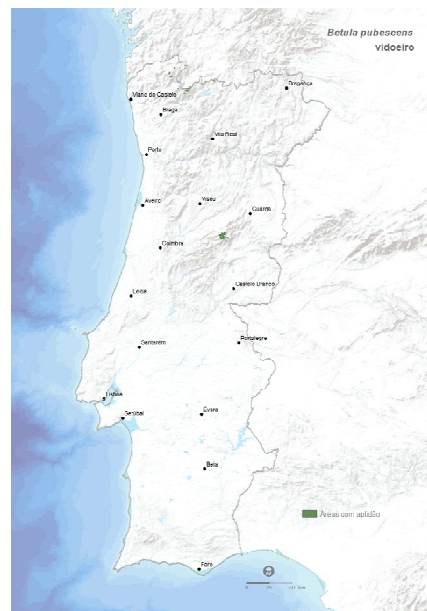 Betula pubescens
vidoeiro
Bragança
Viana do Castelo
Braga
Vila Real
Porto
Aveiro
Viseu
Guarda
Coimbra
Leiria
Castelo Branco
Santarém
Portalegre
Lisboa
Setúbal
Évora
Beja
Áreas com aptidão
Faro